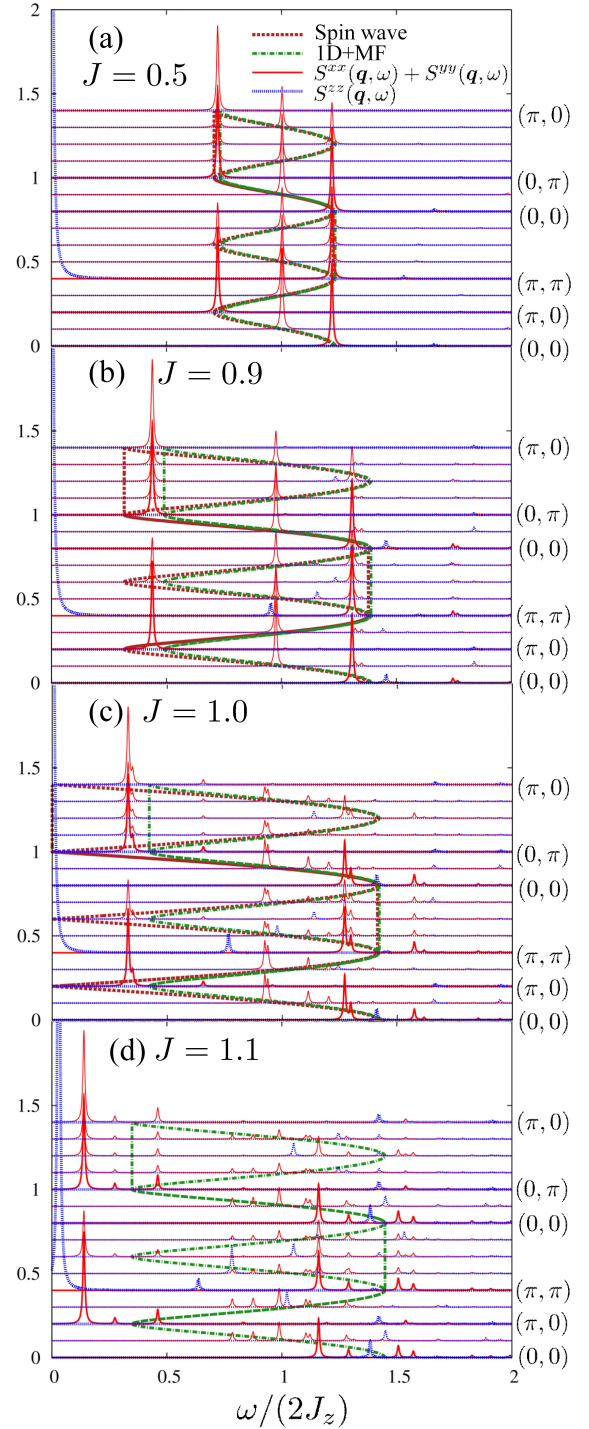 2
(a)
J = 0.5
Spin wave
1D+MF
S^{xx}(q, ω) + S^{yy}(q, ω)
S^{zz}(q, ω)
1.5
(π, 0)
1
(0, π)
(0, 0)
0.5
(π, π)
(π, 0)
0
(0, 0)
(b) J = 0.9
1.5
(π, 0)
1
(0, π)
(0, 0)
0.5
(π, π)
(π, 0)
0
(0, 0)
(c) J = 1.0
1.5
(π, 0)
1
(0, π)
(0, 0)
0.5
(π, π)
(π, 0)
0
(0, 0)
(d) J = 1.1
1.5
(π, 0)
1
(0, π)
(0, 0)
0.5
(π, π)
(π, 0)
0
(0, 0)
0 0.5 1 1.5 2
ω/(2J_z)